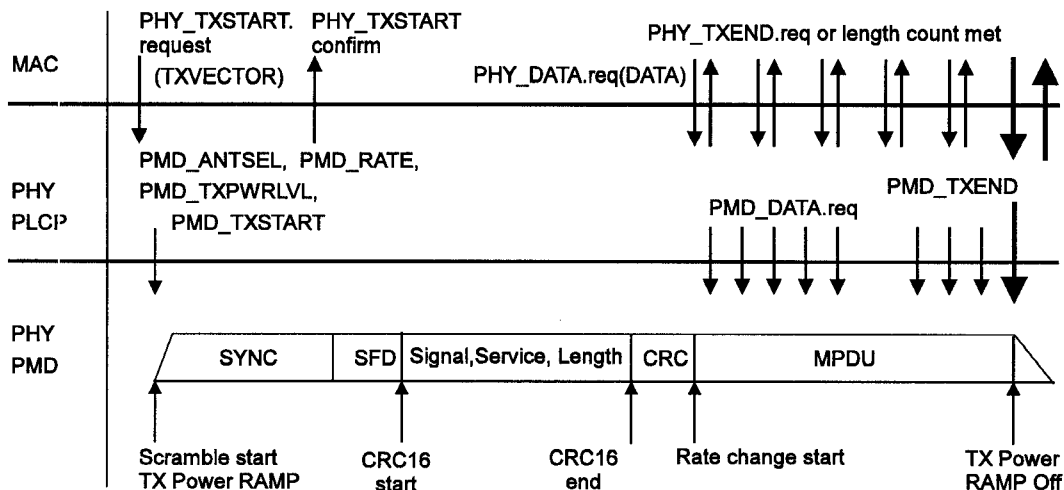 PHY_TXSTART.
request
(TXVECTOR)
PHY_TXSTART
confirm
PHY_TXEND.req or length count met
MAC
PHY_DATA.req(DATA)
PMD_ANTSEL, PMD_RATE,
PMD_TXPWRLVL,
PMD_TXSTART
PHY
PLCP
PMD_TXEND
PMD_DATA.req
PHY
PMD
SYNC
SFD
Signal,Service, Length
CRC
MPDU
Scramble start
TX Power RAMP
CRC16
start
CRC16
end
Rate change start
TX Power
RAMP Off